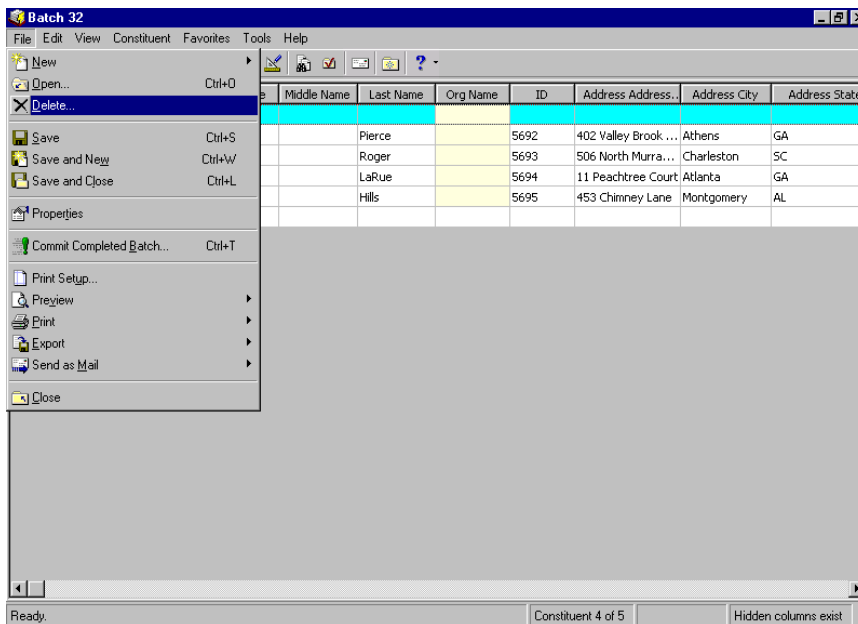 Batch 32
File Edit View Constituent Favorites Tools Help
New
Open... Ctrl+O
Delete...
Save Ctrl+S
Save and New Ctrl+W
Save and Close Ctrl+L
Properties
Commit Completed Batch... Ctrl+T
Print Setup...
Preview
Print
Export
Send as Mail
Close
Middle Name Last Name Org Name ID Address Address.. Address City Address State
Pierce 5692 402 Valley Brook ... Athens GA
Roger 5693 506 North Murra... Charleston SC
LaRue 5694 11 Peachtree Court Atlanta GA
Hills 5695 453 Chimney Lane Montgomery AL
Ready. Constituent 4 of 5 Hidden columns exist